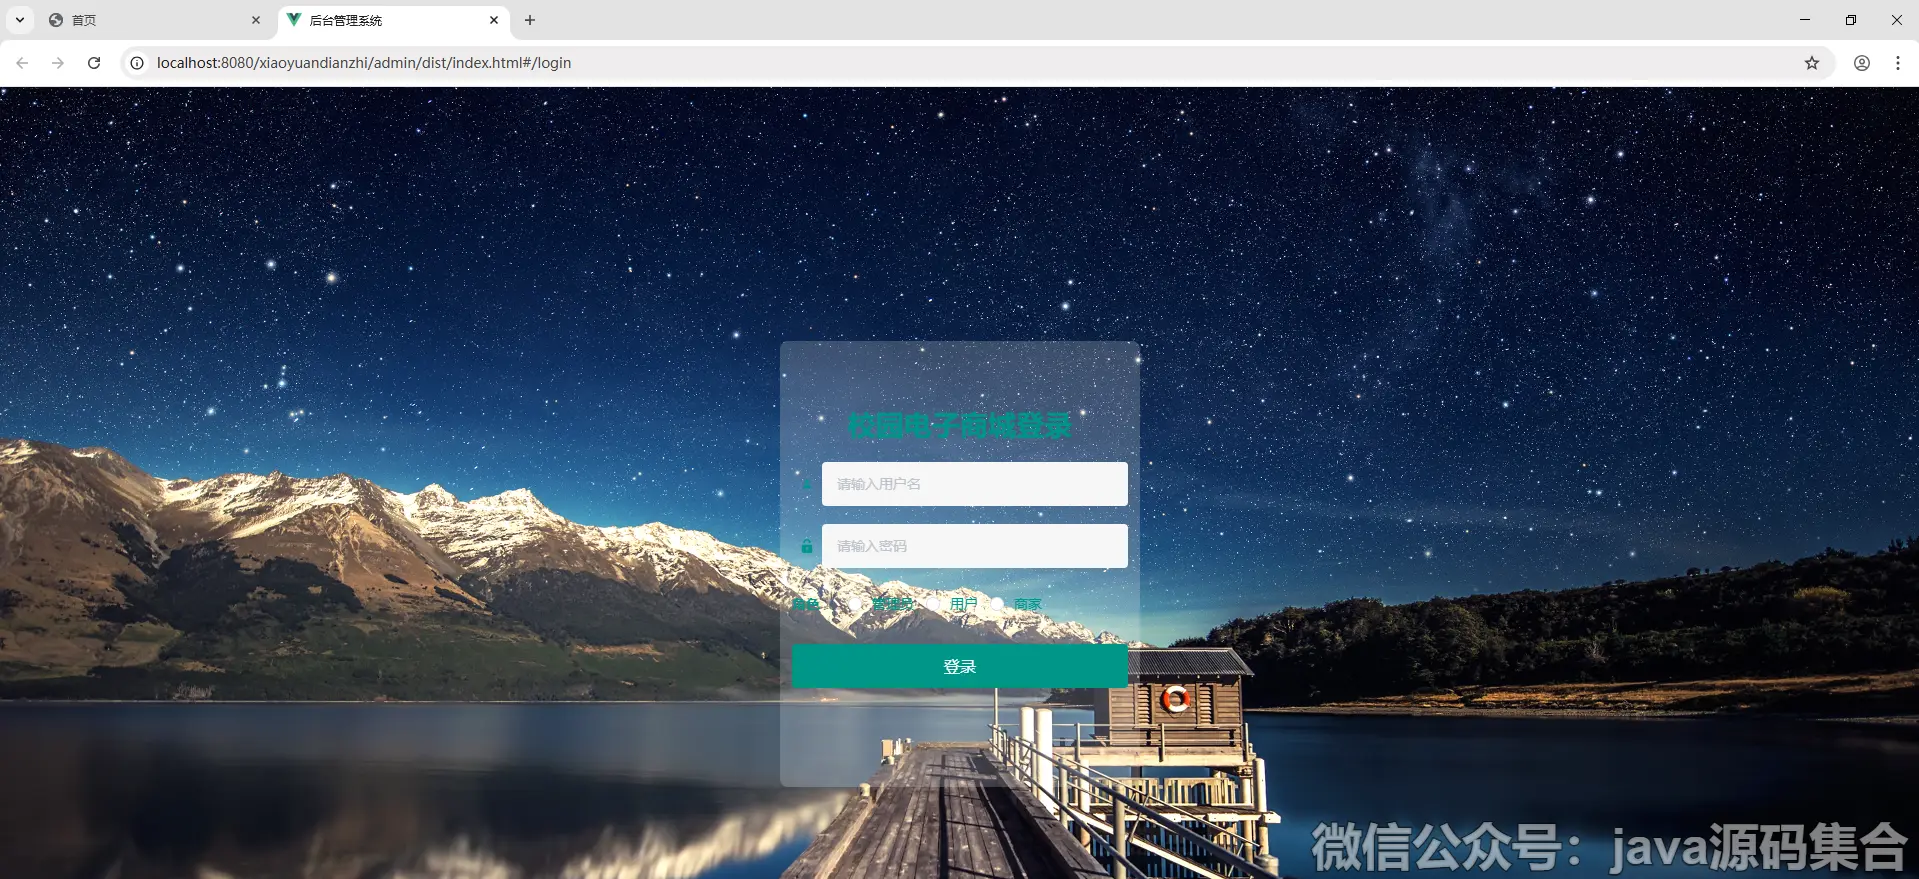 首页
后台管理系统
localhost:8080/xiaoyuandianzhi/admin/dist/index.html#/login
校园电子商城登录
请输入用户名
请输入密码
角色 管理员 用户 商家
登录
微信公众号：java源码集合